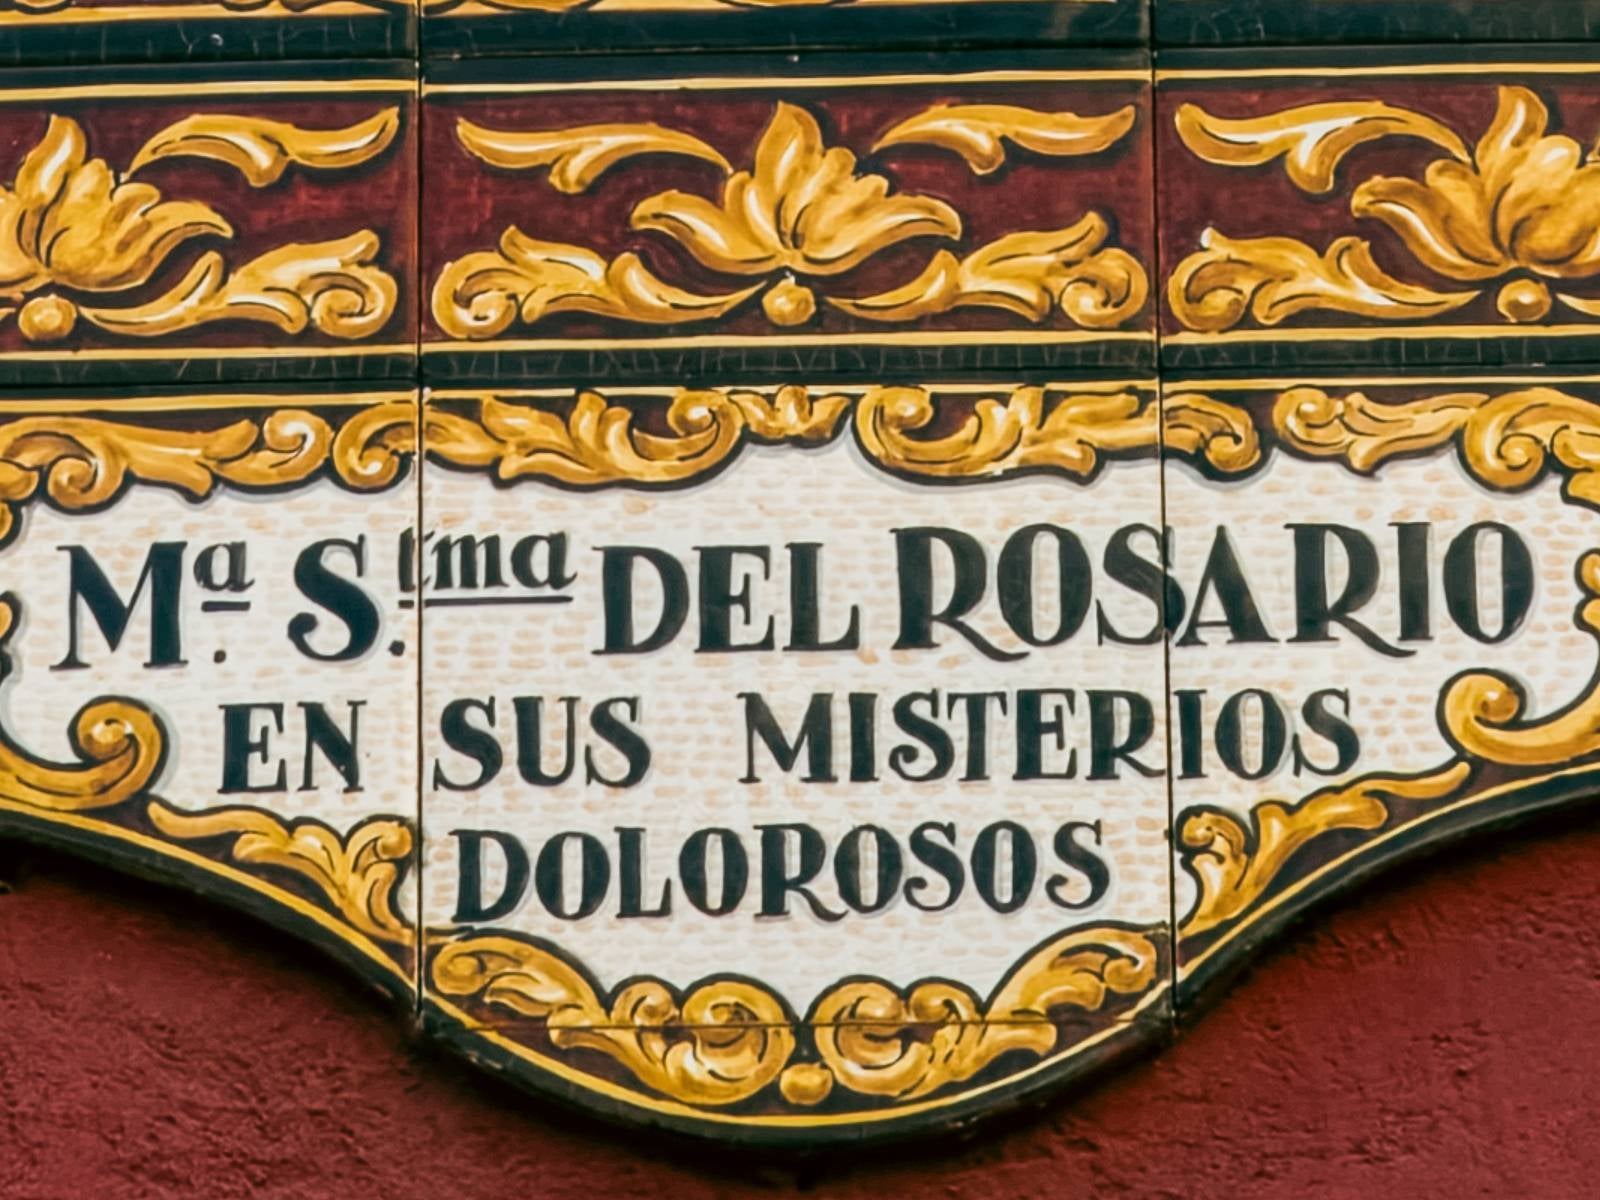 Mª. S.tma DEL ROSARIO
EN SUS MISTERIOS
DOLOROSOS